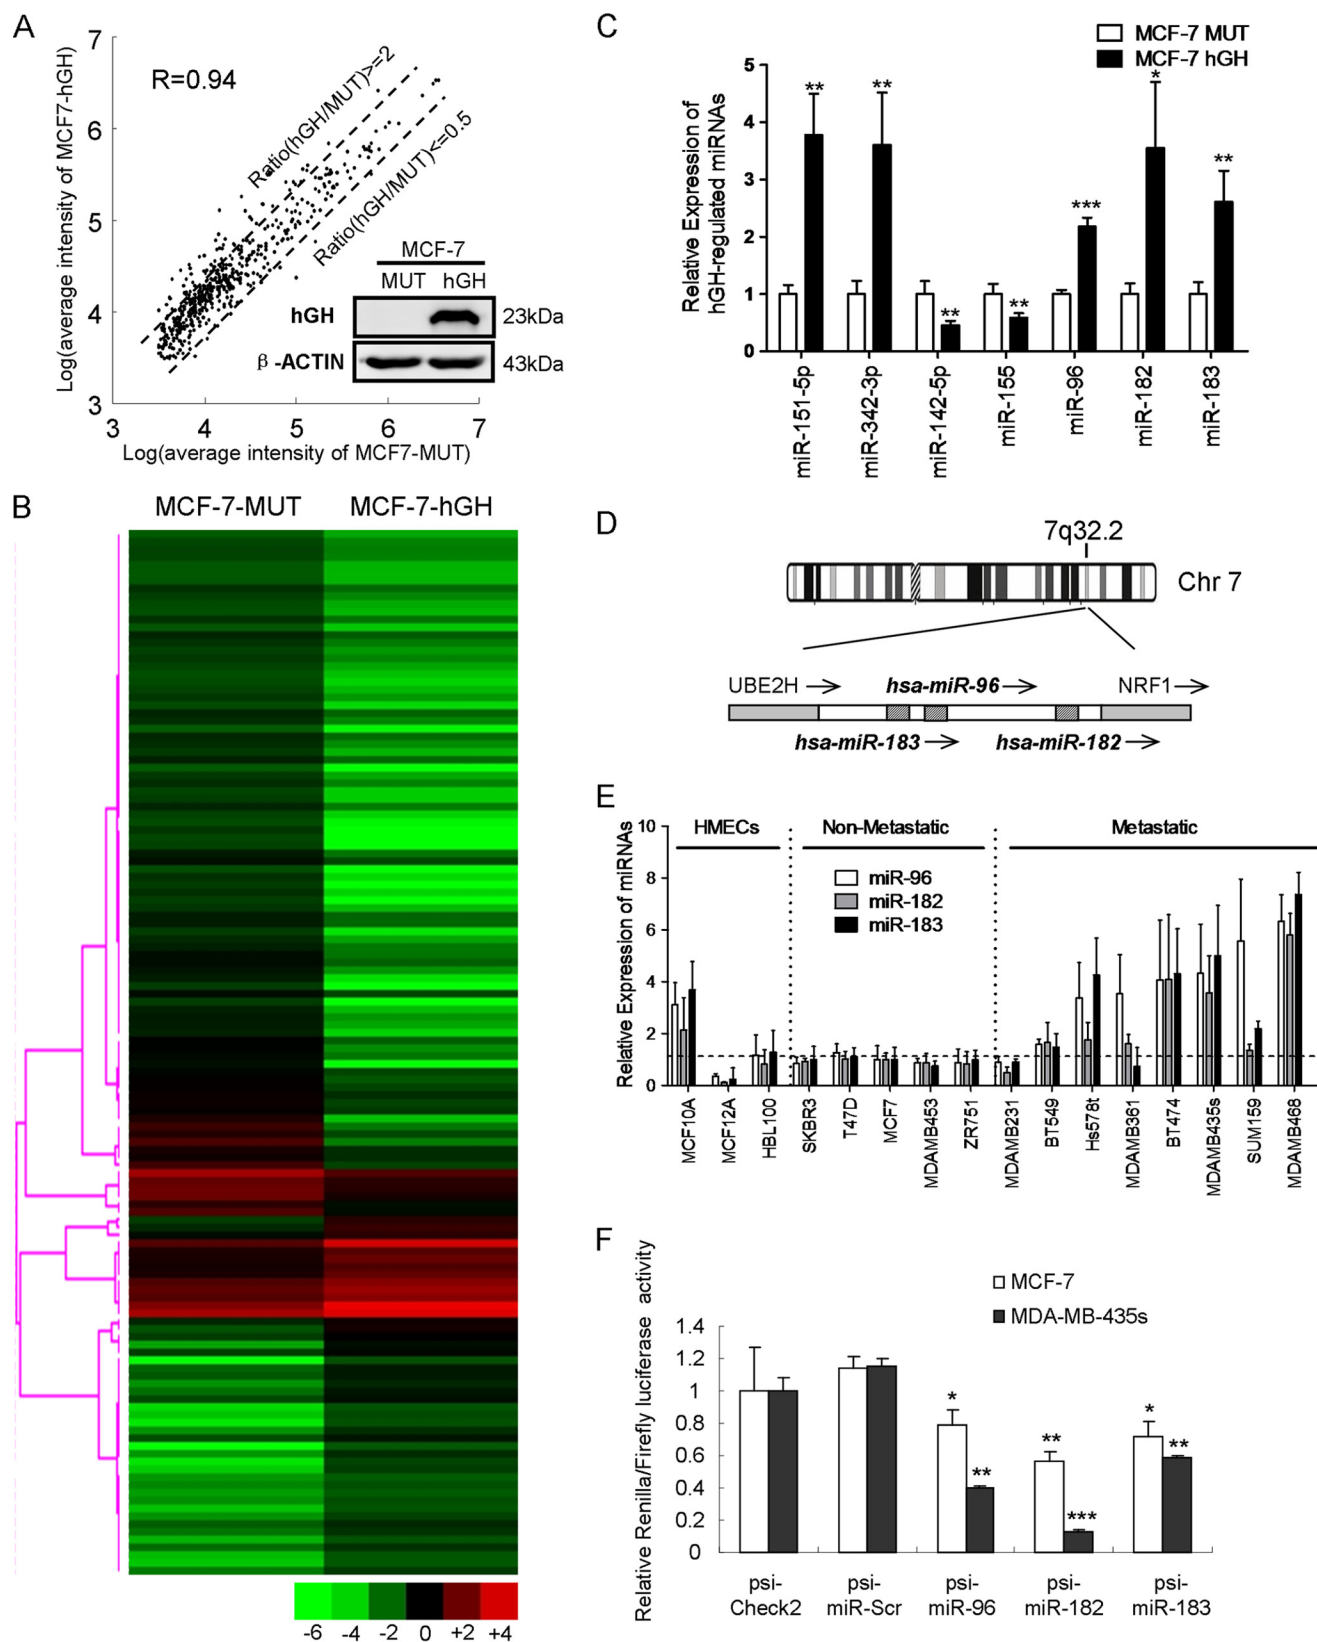 A
Log(average intensity of MCF7-hGH)
7
6
5
4
3
R=0.94
Ratio(hGH/MUT)>=2
Ratio(hGH/MUT)<=0.5
MCF-7
MUT hGH
hGH 23kDa
β-ACTIN 43kDa
3 4 5 6 7
Log(average intensity of MCF7-MUT)
B
MCF-7-MUT MCF-7-hGH
-6 -4 -2 0 +2 +4
C
MCF-7 MUT
MCF-7 hGH
Relative Expression of
hGH-regulated miRNAs
5
4
3
2
1
0
** ** ** ** *** * **
miR-151-5p
miR-342-3p
miR-142-5p
miR-155
miR-96
miR-182
miR-183
D
7q32.2
Chr 7
UBE2H hsa-miR-96 NRF1
hsa-miR-183 hsa-miR-182
E
Relative Expression of miRNAs
10
8
6
4
2
0
HMECs Non-Metastatic Metastatic
miR-96
miR-182
miR-183
MCF10A
MCF12A
HBL100
SKBR3
T47D
MCF7
MDAMB453
ZR751
MDAMB231
BT549
Hs578t
MDAMB361
BT474
MDAMB435s
SUM159
MDAMB468
F
Relative Renilla/Firefly luciferase activity
MCF-7
MDA-MB-435s
1.4
1.2
1
0.8
0.6
0.4
0.2
0
* ** ** *** * **
psi-
Check2
psi-
miR-Scr
psi-
miR-96
psi-
miR-182
psi-
miR-183